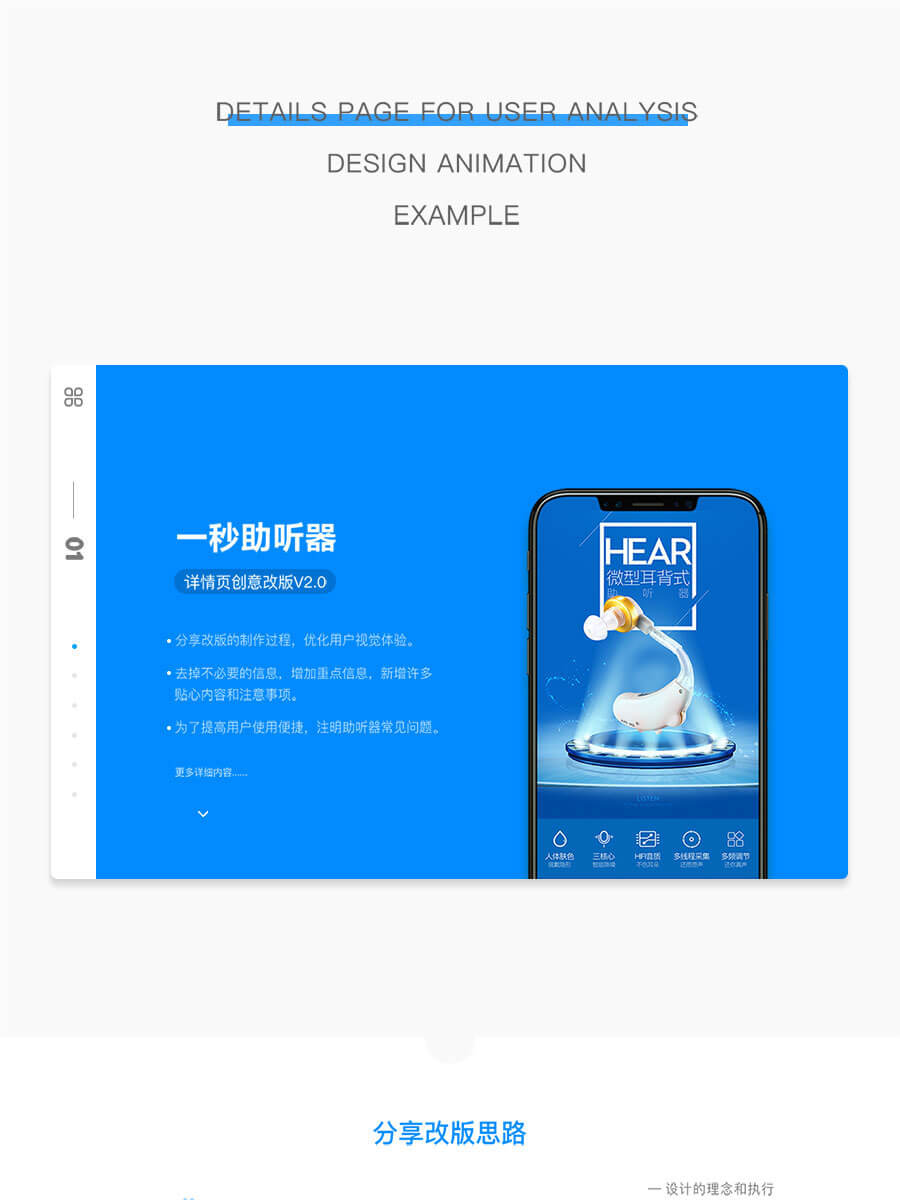 DETAILS PAGE FOR USER ANALYSIS
DESIGN ANIMATION
EXAMPLE
01
一秒助听器
详情页创意改版V2.0
• 分享改版的制作过程，优化用户视觉体验。
• 去掉不必要的信息，增加重点信息，新增许多
贴心内容和注意事项。
• 为了提高用户使用便捷，注明助听器常见问题。
更多详细内容......
HEAR
微型耳背式
助 听 器
LISTEN
人体肤色 三核心 HIFI音质 多线程采集 多频调节
分享改版思路
— 设计的理念和执行